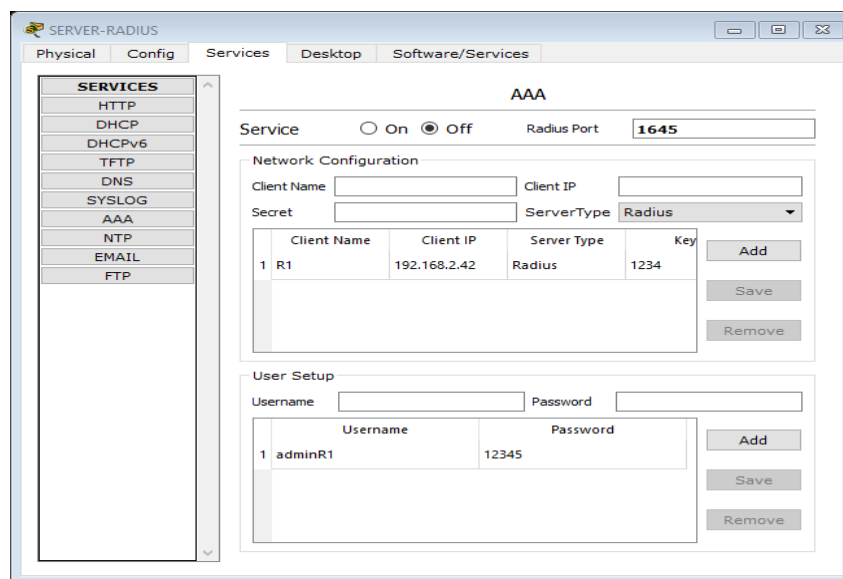 SERVER-RADIUS
Physical Config Services Desktop Software/Services
SERVICES
HTTP
DHCP
DHCPv6
TFTP
DNS
SYSLOG
AAA
NTP
EMAIL
FTP
AAA
Service On Off Radius Port 1645
Network Configuration
Client Name Client IP
Secret ServerType Radius
Client Name Client IP Server Type Key
1 R1 192.168.2.42 Radius 1234
Add
Save
Remove
User Setup
Username Password
Username Password
1 adminR1 12345
Add
Save
Remove